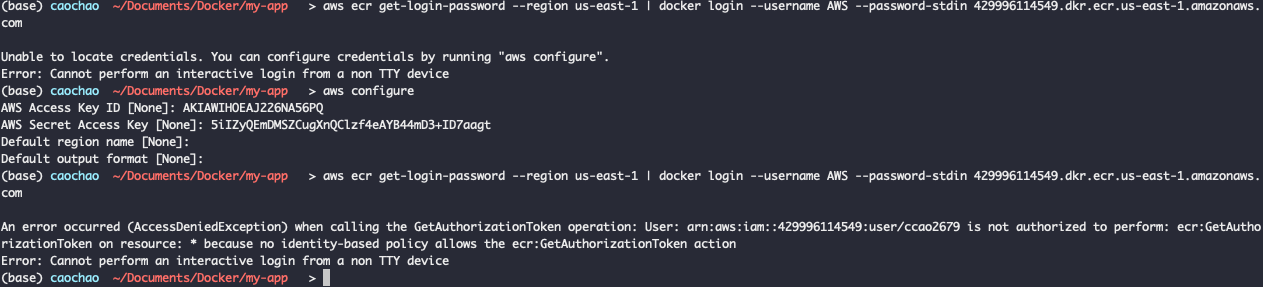 (base) caochao ~/Documents/Docker/my-app > aws ecr get-login-password --region us-east-1 | docker login --username AWS --password-stdin 429996114549.dkr.ecr.us-east-1.amazonaws.
com
Unable to locate credentials. You can configure credentials by running "aws configure".
Error: Cannot perform an interactive login from a non TTY device
(base) caochao ~/Documents/Docker/my-app > aws configure
AWS Access Key ID [None]: AKIAWIHOEAJ226NA56PQ
AWS Secret Access Key [None]: 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
Default region name [None]:
Default output format [None]:
(base) caochao ~/Documents/Docker/my-app > aws ecr get-login-password --region us-east-1 | docker login --username AWS --password-stdin 429996114549.dkr.ecr.us-east-1.amazonaws.
com
An error occurred (AccessDeniedException) when calling the GetAuthorizationToken operation: User: arn:aws:iam::429996114549:user/ccao2679 is not authorized to perform: ecr:GetAutho
rizationToken on resource: * because no identity-based policy allows the ecr:GetAuthorizationToken action
Error: Cannot perform an interactive login from a non TTY device
(base) caochao ~/Documents/Docker/my-app >